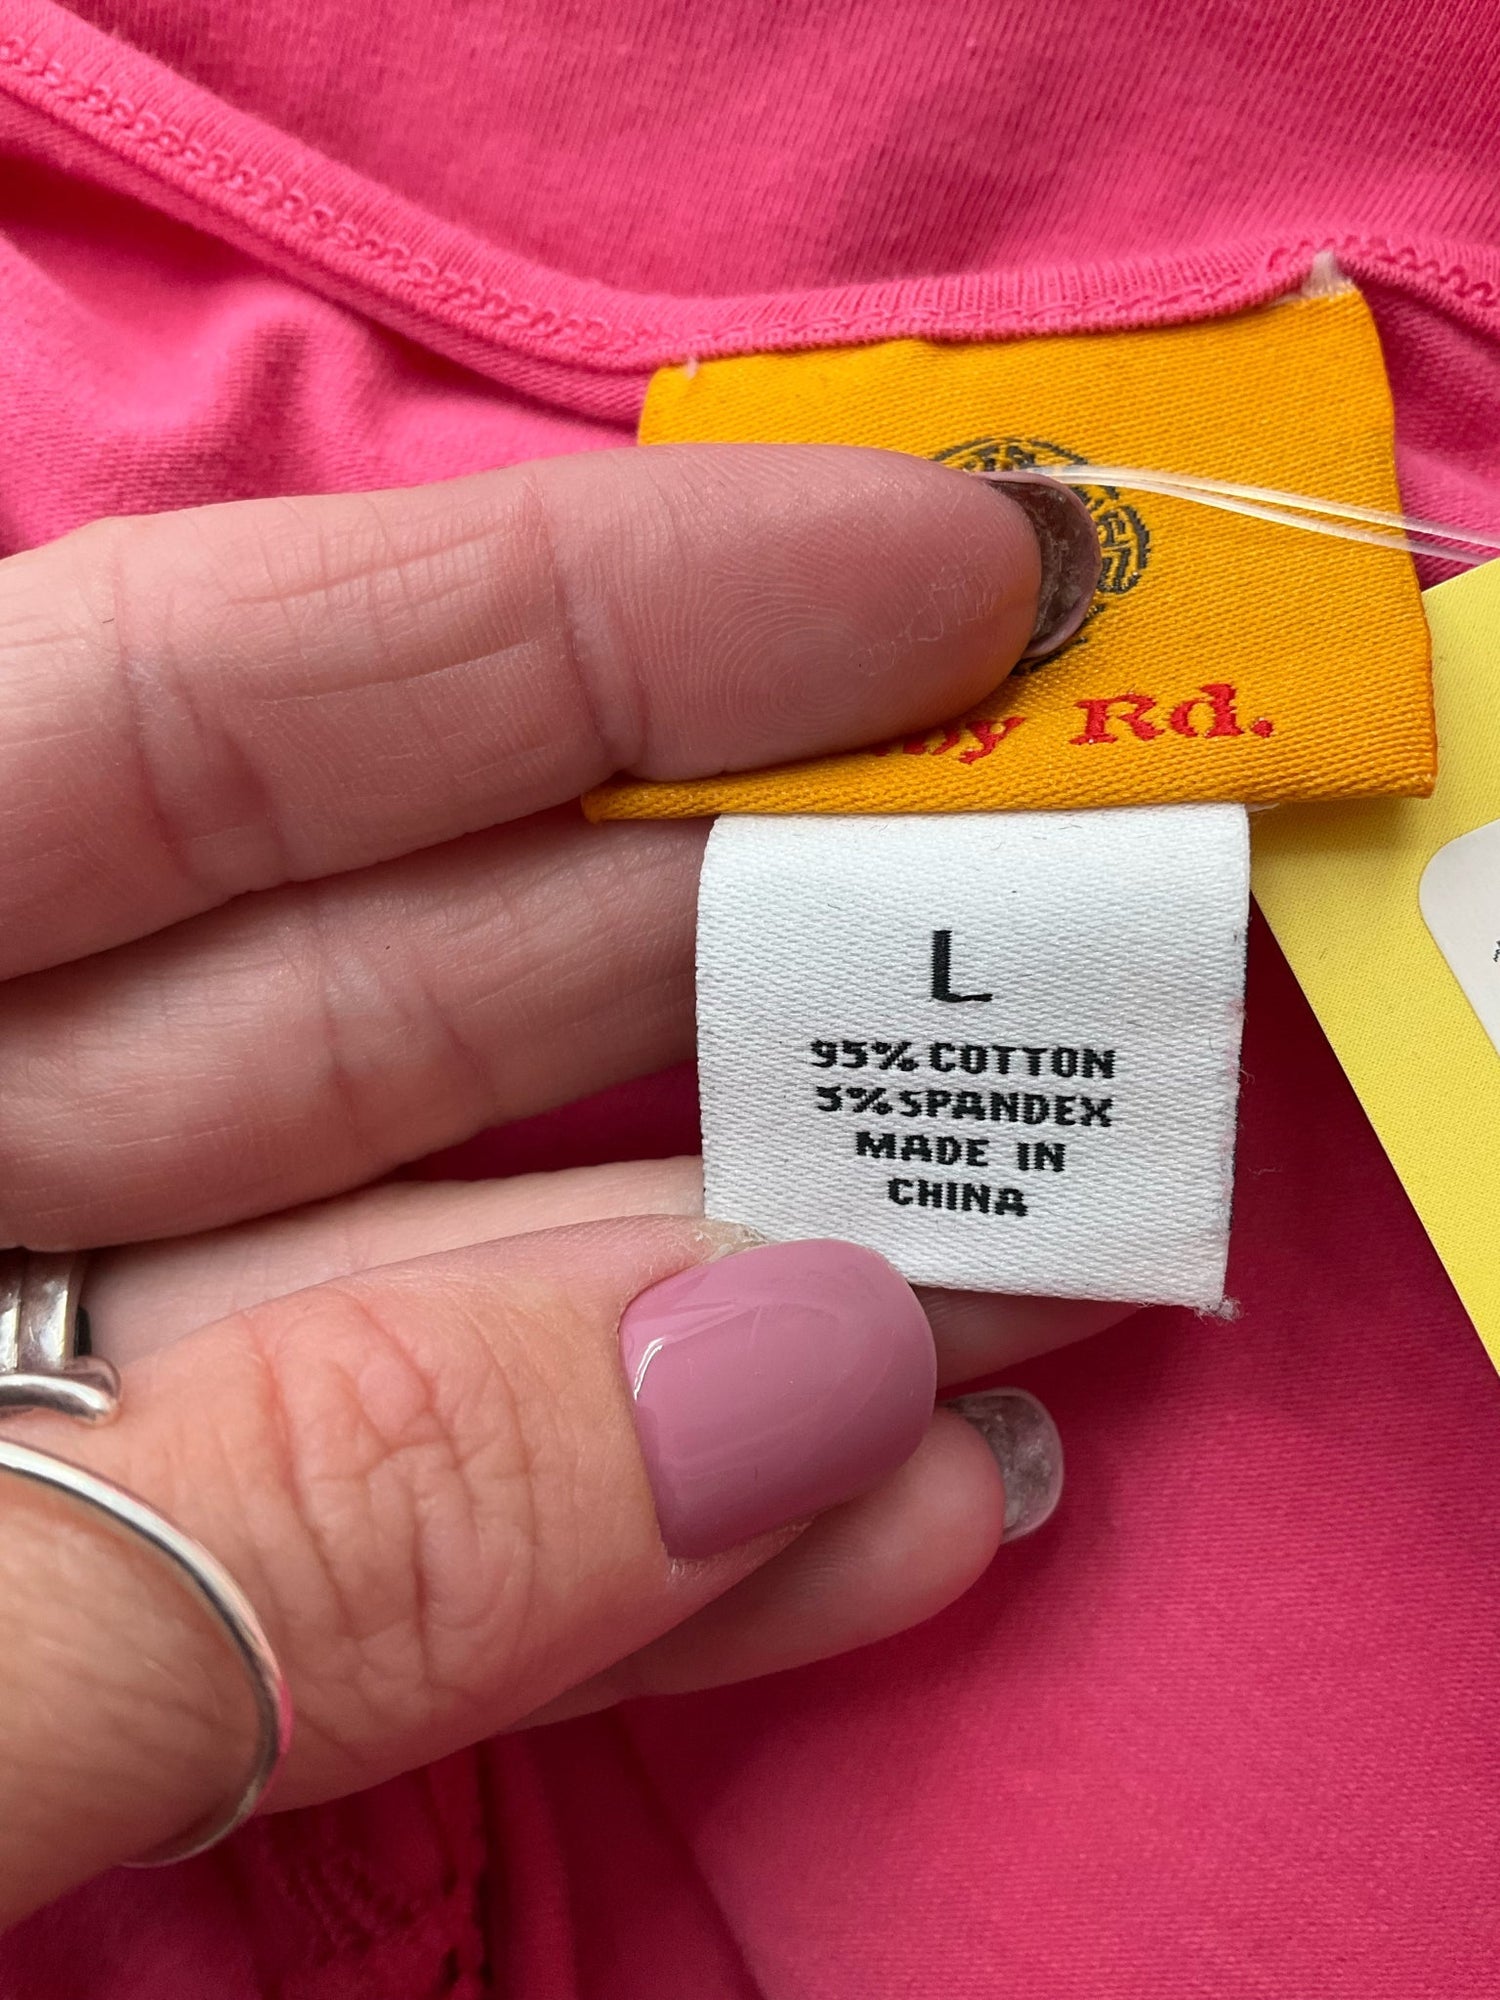 Rd.
L
95% COTTON
5% SPANDEX
MADE IN
CHINA